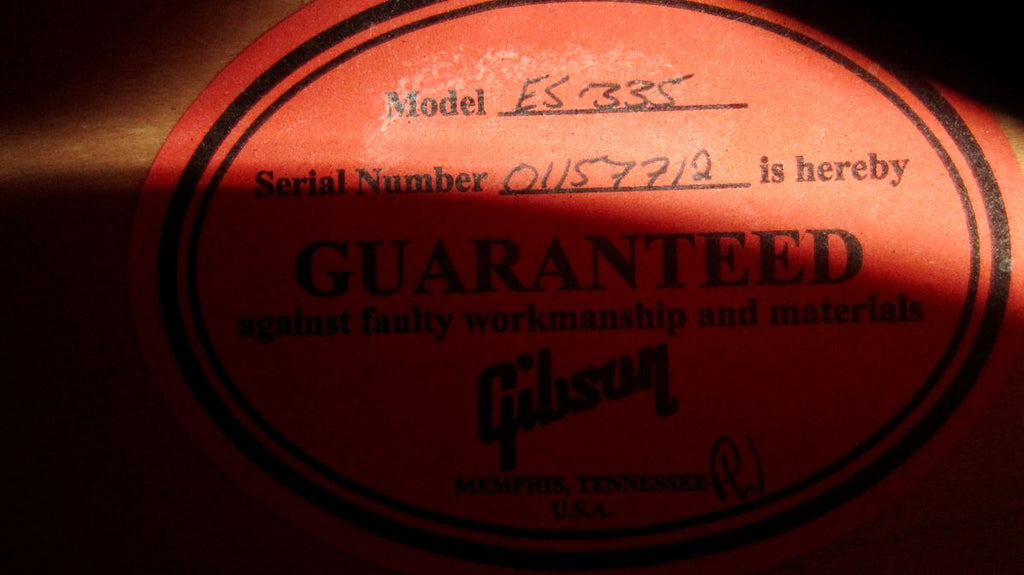 Model ES-335
Serial Number 01157712 is hereby
GUARANTEED
against faulty workmanship and materials
Gibson
MEMPHIS, TENNESSEE
U.S.A.